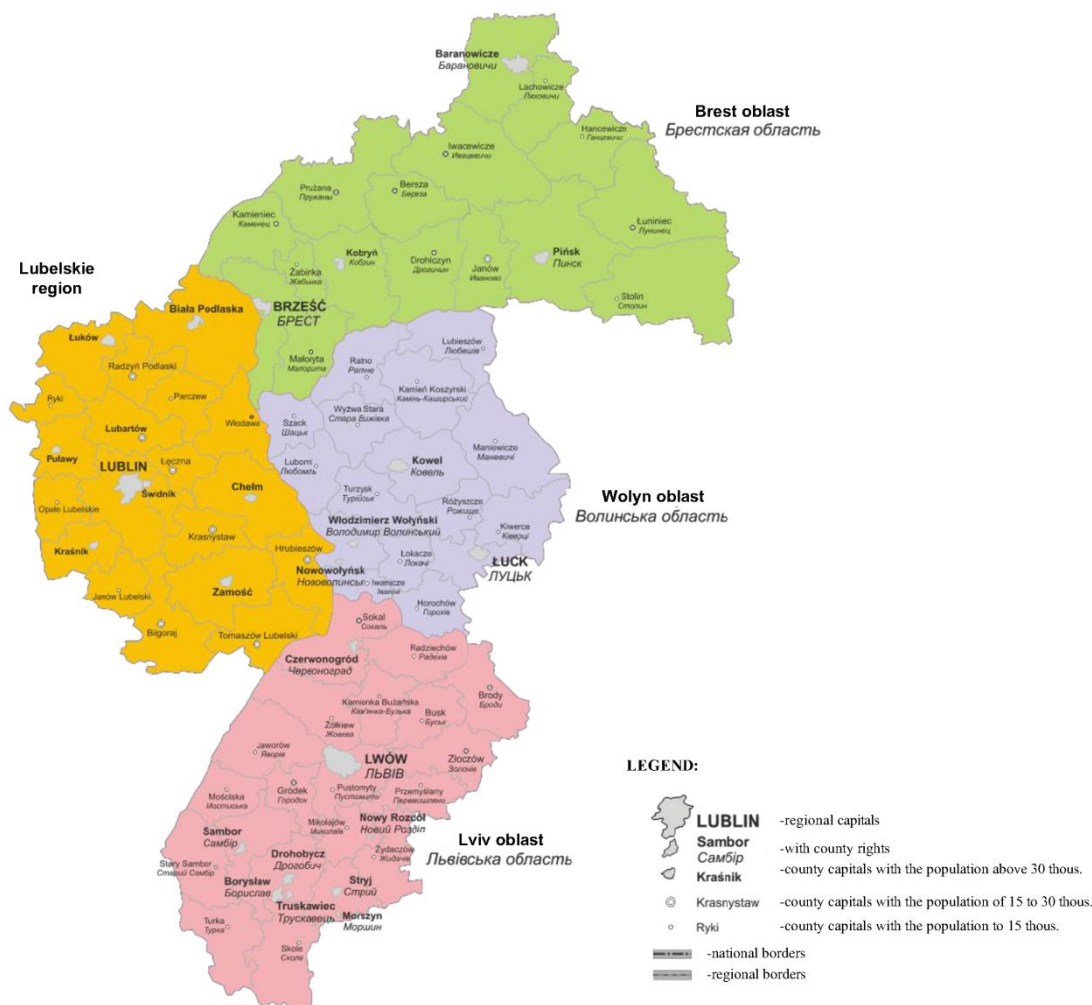 Baranowicze
Барановичи
Lachowicze
Ляховичи
Brest oblast
Брестская область
Hancewicze
Ганцевичи
Iwacewicze
Ивацевичи
Prużana
Пружаны
Bersza
Береза
Kamieniec
Каменец
Łuniniec
Лунинец
Kobryń
Кобрин
Drohiczyn
Дрогичин
Janów
Иваново
Pińsk
Пинск
Żabirka
Жабинка
Stolin
Столин
Lubelskie
region
BRZEŚĆ
БРЕСТ
Małoryta
Малорита
Biała Podlaska
Łuków
Radzyń Podlaski
Ryki
Parczew
Włodawa
Lubartów
Puławy
LUBLIN
Łęczna
Świdnik
Chełm
Opole Lubelskie
Krasnystaw
Kraśnik
Hrubieszów
Janów Lubelski
Zamość
Biłgoraj
Tomaszów Lubelski
Lubieszów
Любешів
Ratno
Ратне
Kamień Koszyrski
Камінь-Каширський
Wyżwa Stara
Стара Вижівка
Szack
Шацьк
Maniewicze
Маневичі
Luboml
Любомль
Kowel
Ковель
Turzysk
Турійськ
Rożyszcze
Рожище
Wolyn oblast
Волинська область
Włodzimierz Wołyński
Володимир Волинський
Kiwerce
Ківерці
Łokacze
Локачі
ŁUCK
ЛУЦЬК
Nowowołyńsk
Нововолинськ
Iwanicze
Іваничі
Horochów
Горохів
Sokal
Сокаль
Czerwonogród
Червоноград
Radziechów
Радехів
Kamienka Bużańska
Кам'янка-Бузька
Busk
Буськ
Brody
Броди
Żółkiew
Жовква
Jaworów
Яворів
LWÓW
ЛЬВІВ
Złoczów
Золочів
Mościska
Gródek
Городок
Pustomyty
Пустомити
Przemyślany
Перемишляни
Mikołajów
Миколаїв
Nowy Rozdół
Новий Розділ
Sambor
Самбір
Lviv oblast
Львівська область
Drohobycz
Дрогобич
Żydaczów
Жидачів
Stary Sambor
Старий Самбір
Borysław
Борислав
Stryj
Стрий
Truskawiec
Трускавець
Morszyn
Моршин
Turka
Турка
Skole
Сколе
LEGEND:
LUBLIN -regional capitals
Sambor
Самбір -with county rights
Kraśnik -county capitals with the population above 30 thous.
Krasnystaw -county capitals with the population of 15 to 30 thous.
Ryki -county capitals with the population to 15 thous.
-national borders
-regional borders